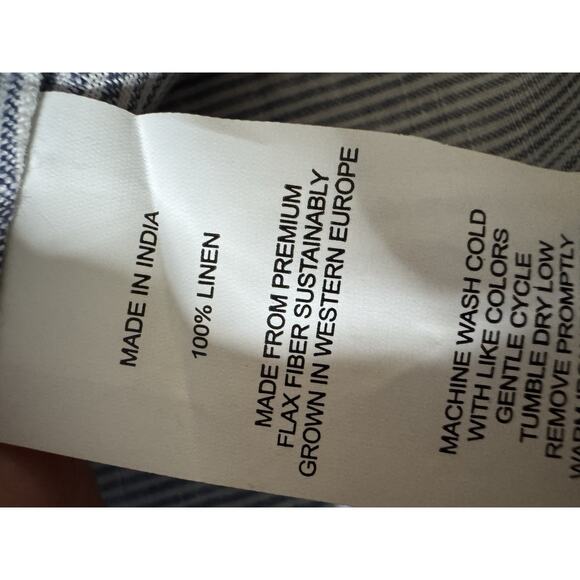 MADE IN INDIA
100% LINEN
MADE FROM PREMIUM
FLAX FIBER SUSTAINABLY
GROWN IN WESTERN EUROPE
MACHINE WASH COLD
WITH LIKE COLORS
GENTLE CYCLE
TUMBLE DRY LOW
REMOVE PROMPTLY
WARM